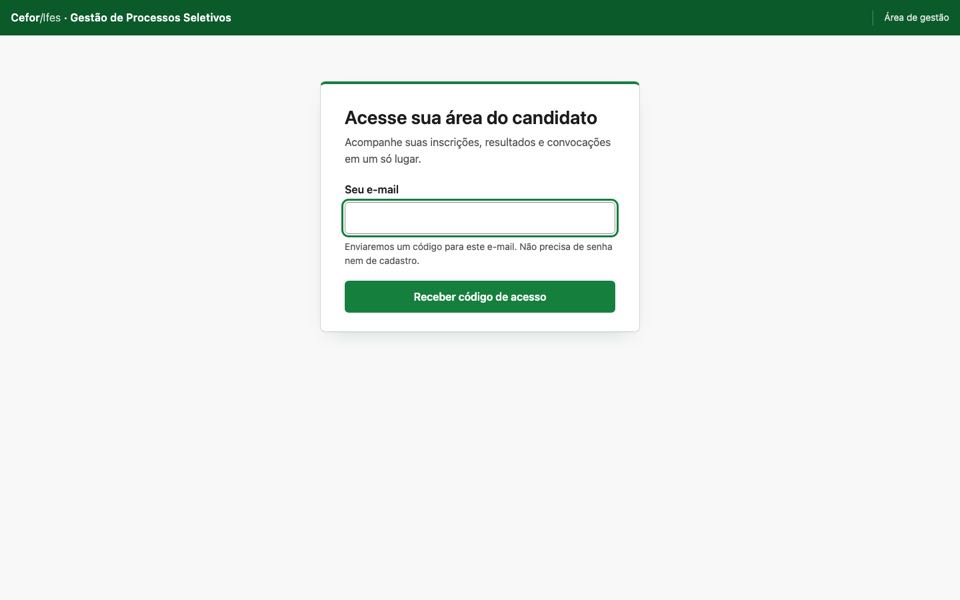 Cefor/Ifes · Gestão de Processos Seletivos
Área de gestão
Acesse sua área do candidato
Acompanhe suas inscrições, resultados e convocações
em um só lugar.
Seu e-mail
Enviaremos um código para este e-mail. Não precisa de senha
nem de cadastro.
Receber código de acesso